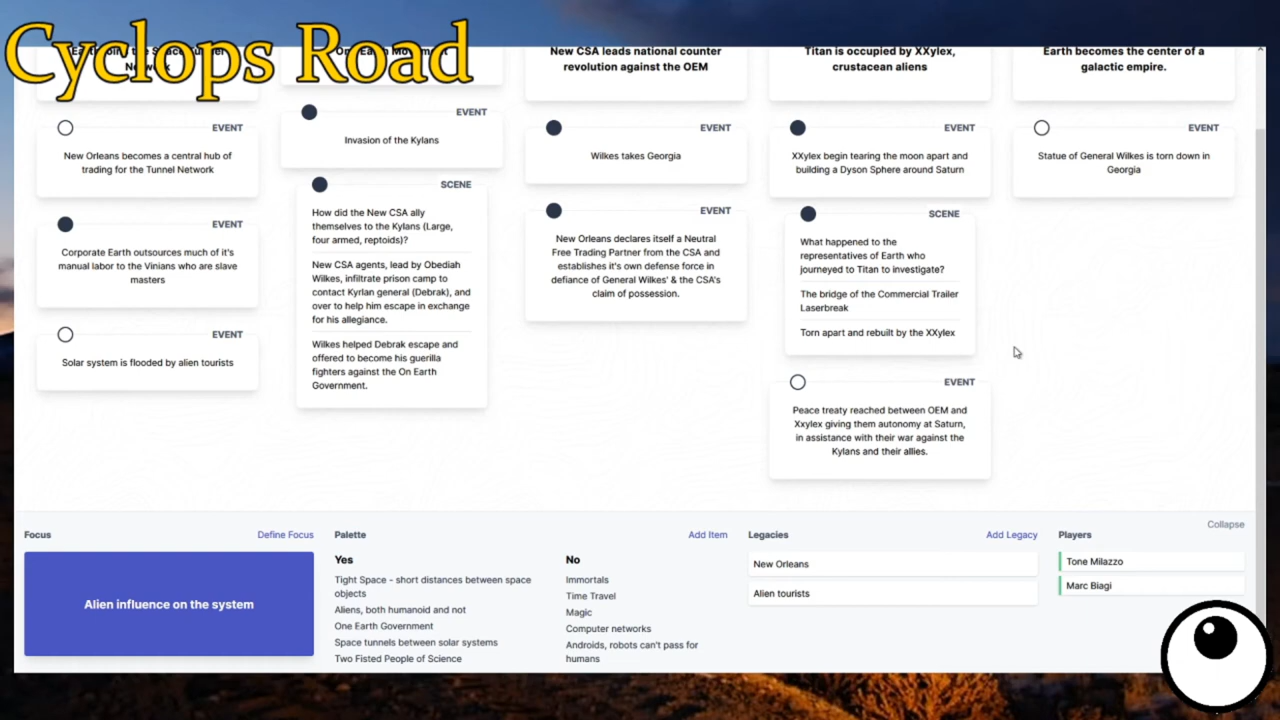 Cyclops Road
New CSA leads national counter
revolution against the OEM
Titan is occupied by XXylex,
crustacean aliens
Earth becomes the center of a
galactic empire.
EVENT
New Orleans becomes a central hub of
trading for the Tunnel Network
EVENT
Corporate Earth outsources much of it's
manual labor to the Vinians who are slave
masters
EVENT
Solar system is flooded by alien tourists
EVENT
Invasion of the Kylans
SCENE
How did the New CSA ally
themselves to the Kylans (Large,
four armed, reptoids)?
New CSA agents, lead by Obediah
Wilkes, infiltrate prison camp to
contact Kyrlan general (Debrak), and
over to help him escape in exchange
for his allegiance.
Wilkes helped Debrak escape and
offered to become his guerilla
fighters against the On Earth
Government.
EVENT
Wilkes takes Georgia
EVENT
New Orleans declares itself a Neutral
Free Trading Partner from the CSA and
establishes it's own defense force in
defiance of General Wilkes' & the CSA's
claim of possession.
EVENT
XXylex begin tearing the moon apart and
building a Dyson Sphere around Saturn
SCENE
What happened to the
representatives of Earth who
journeyed to Titan to investigate?
The bridge of the Commercial Trailer
Laserbreak
Torn apart and rebuilt by the XXylex
EVENT
Peace treaty reached between OEM and
Xxylex giving them autonomy at Saturn,
in assistance with their war against the
Kylans and their allies.
EVENT
Statue of General Wilkes is torn down in
Georgia
Collapse
Focus
Define Focus
Alien influence on the system
Palette
Add Item
Yes
Tight Space - short distances between space
objects
Aliens, both humanoid and not
One Earth Government
Space tunnels between solar systems
Two Fisted People of Science
No
Immortals
Time Travel
Magic
Computer networks
Androids, robots can't pass for
humans
Legacies
Add Legacy
New Orleans
Alien tourists
Players
Tone Milazzo
Marc Biagi